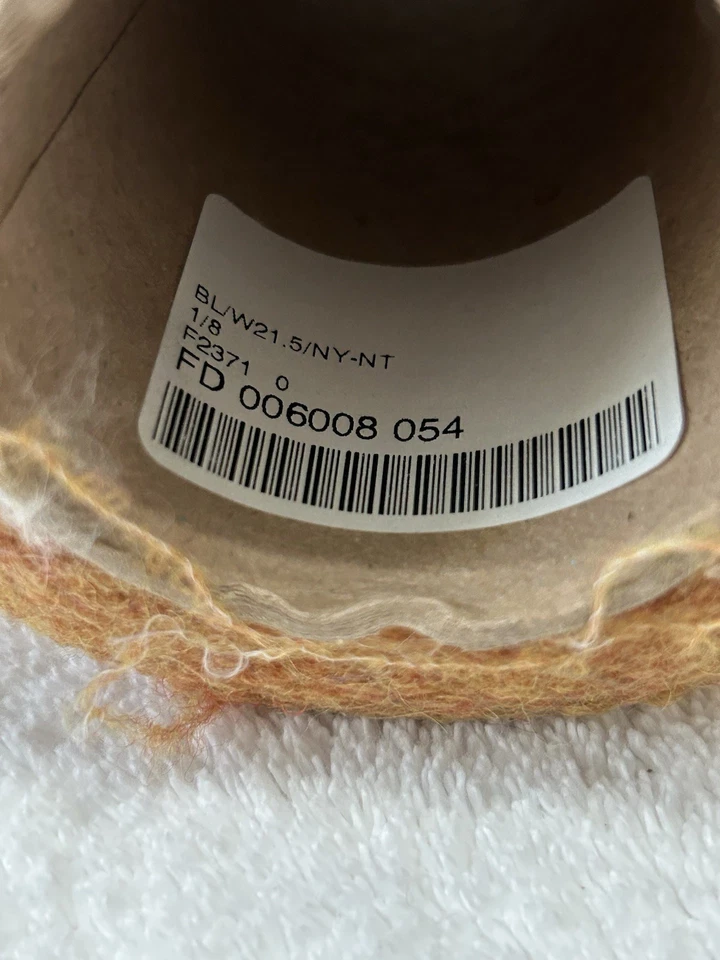 BL/W21.5/NY-NT
1/8
F2371 0
FD 006008 054